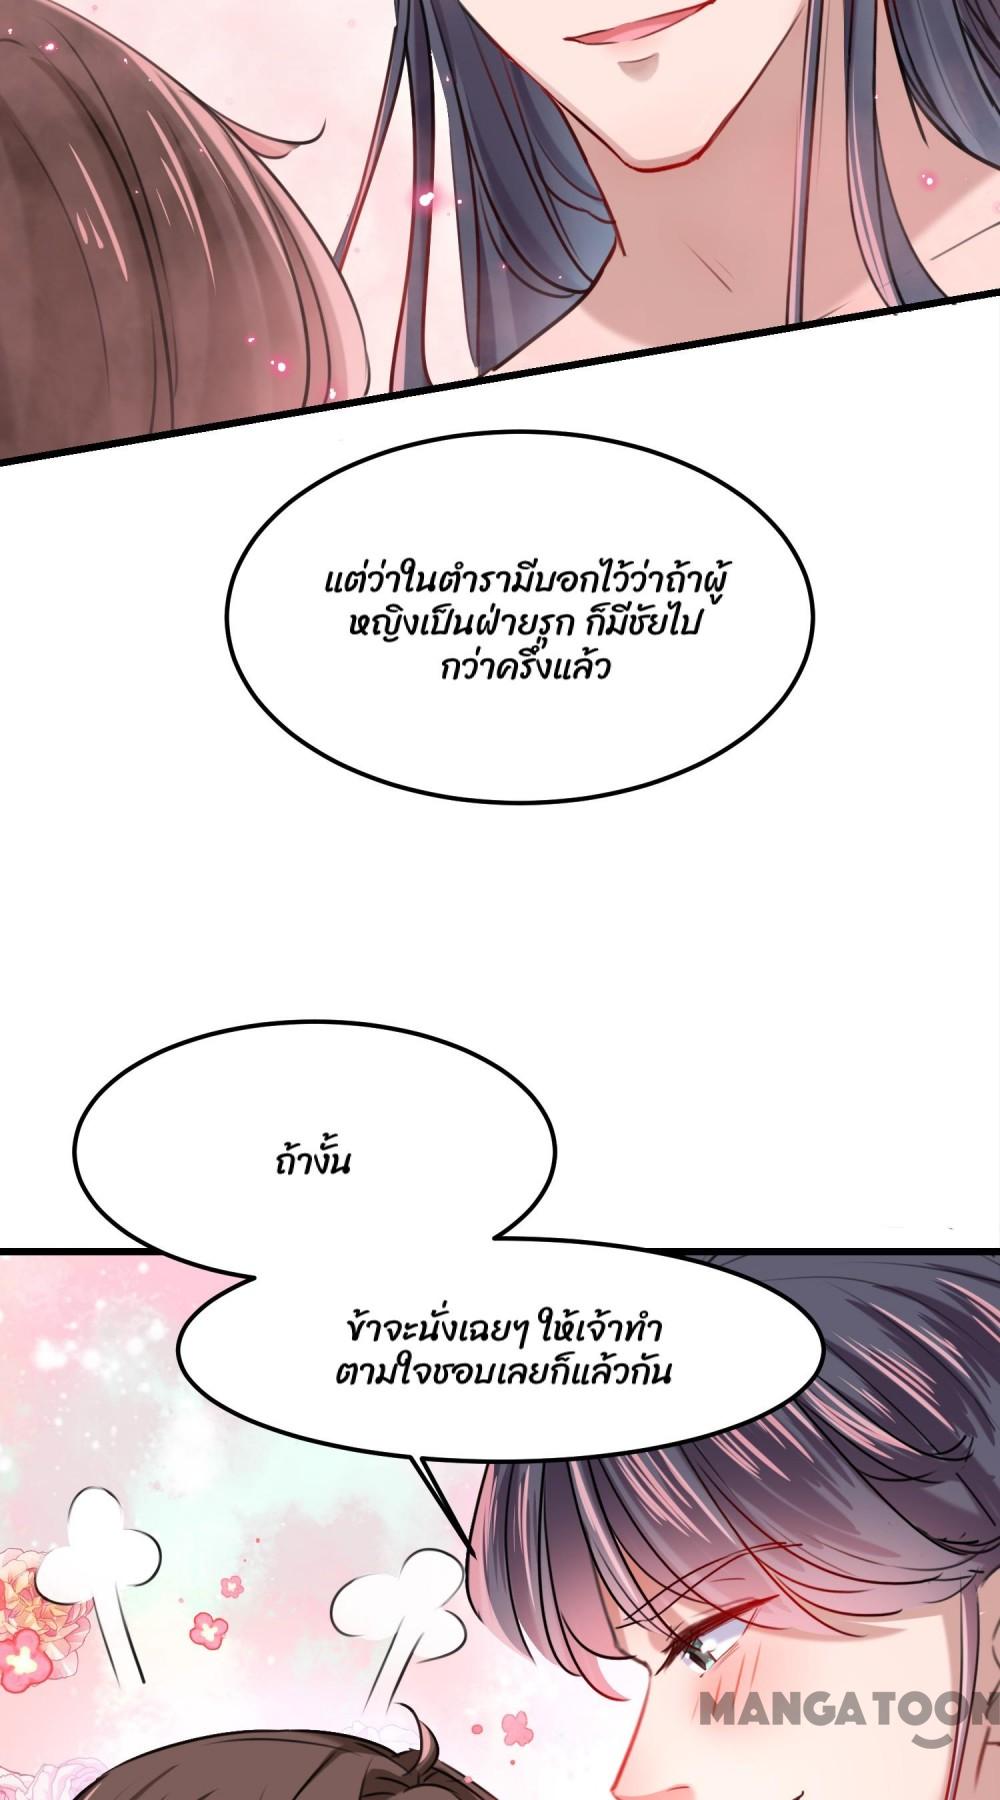 แต่ว่าในตำรามีบอกไว้ว่าถ้าผู้
หญิงเป็นฝ่ายรุก ก็มีชัยไป
กว่าครึ่งแล้ว
ถ้างั้น
ข้าจะนั่งเฉยๆ ให้เจ้าทำ
ตามใจชอบเลยก็แล้วกัน
MANGATOON